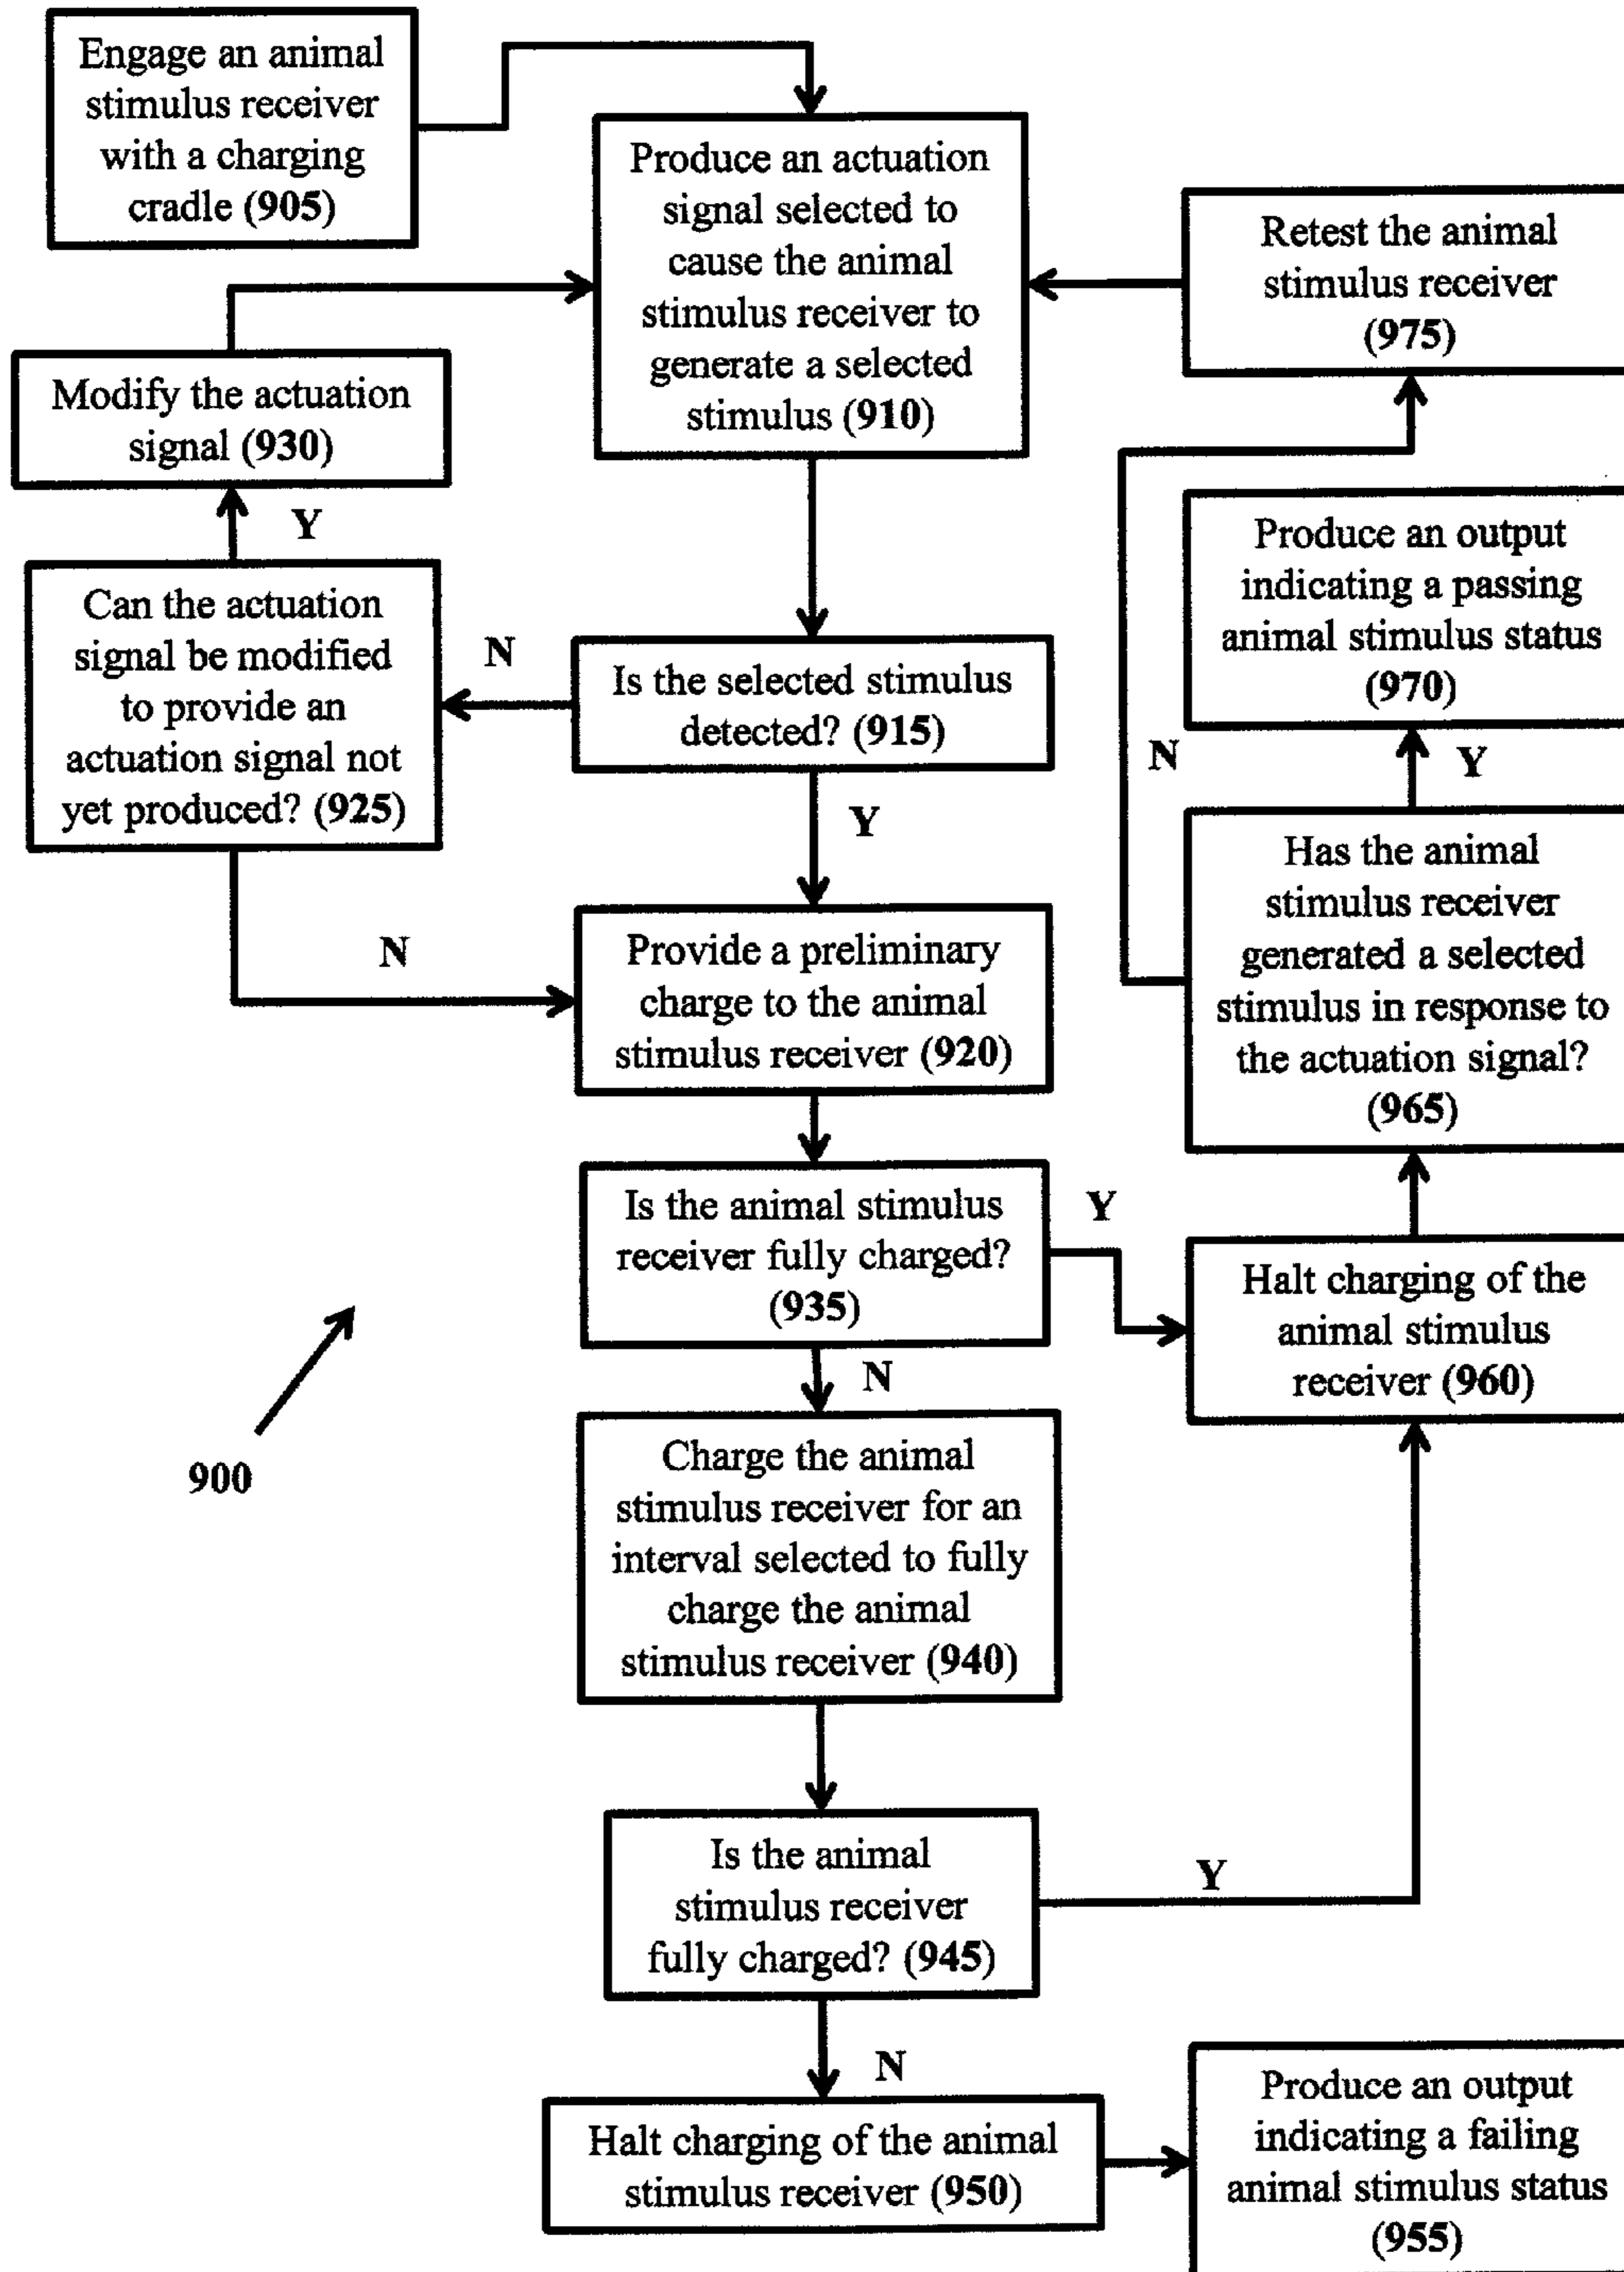 Engage an animal
stimulus receiver
with a charging
cradle (905)
Produce an actuation
signal selected to
cause the animal
stimulus receiver to
generate a selected
stimulus (910)
Retest the animal
stimulus receiver
(975)
Modify the actuation
signal (930)
Y
Can the actuation
signal be modified
to provide an
actuation signal not
yet produced? (925)
N
Is the selected stimulus
detected? (915)
Y
N
Provide a preliminary
charge to the animal
stimulus receiver (920)
Produce an output
indicating a passing
animal stimulus status
(970)
N
Y
Has the animal
stimulus receiver
generated a selected
stimulus in response to
the actuation signal?
(965)
Is the animal stimulus
receiver fully charged?
(935)
Y
Halt charging of the
animal stimulus
receiver (960)
N
900
Charge the animal
stimulus receiver for an
interval selected to fully
charge the animal
stimulus receiver (940)
Is the animal
stimulus receiver
fully charged? (945)
Y
N
Halt charging of the animal
stimulus receiver (950)
Produce an output
indicating a failing
animal stimulus status
(955)